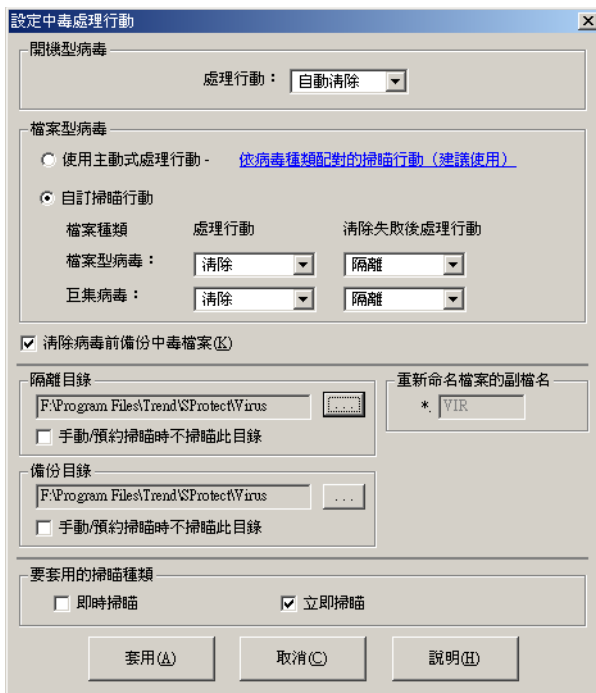 設定中毒處理行動
開機型病毒
處理行動： 自動清除
檔案型病毒
使用主動式處理行動 - 依病毒種類配對的掃瞄行動（建議使用）
自訂掃瞄行動
檔案種類 處理行動 清除失敗後處理行動
檔案型病毒： 清除 隔離
巨集病毒： 清除 隔離
清除病毒前備份中毒檔案(K)
隔離目錄
F:\Program Files\Trend\SProtect\Virus ...
手動/預約掃瞄時不掃瞄此目錄
重新命名檔案的副檔名
*. VIR
備份目錄
F:\Program Files\Trend\SProtect\Virus ...
手動/預約掃瞄時不掃瞄此目錄
要套用的掃瞄種類
即時掃瞄 立即掃瞄
套用(A) 取消(C) 說明(H)